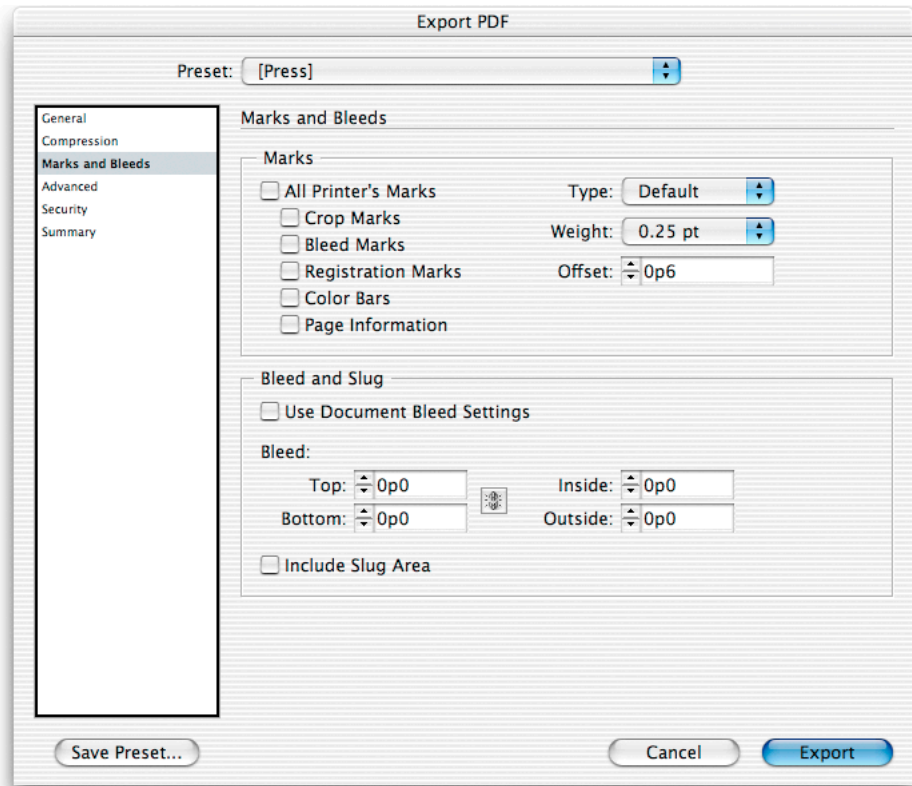 Export PDF
Preset: [Press]
General
Compression
Marks and Bleeds
Advanced
Security
Summary
Marks and Bleeds
Marks
All Printer's Marks
Crop Marks
Bleed Marks
Registration Marks
Color Bars
Page Information
Type: Default
Weight: 0.25 pt
Offset: 0p6
Bleed and Slug
Use Document Bleed Settings
Bleed:
Top: 0p0 Inside: 0p0
Bottom: 0p0 Outside: 0p0
Include Slug Area
Save Preset... Cancel Export